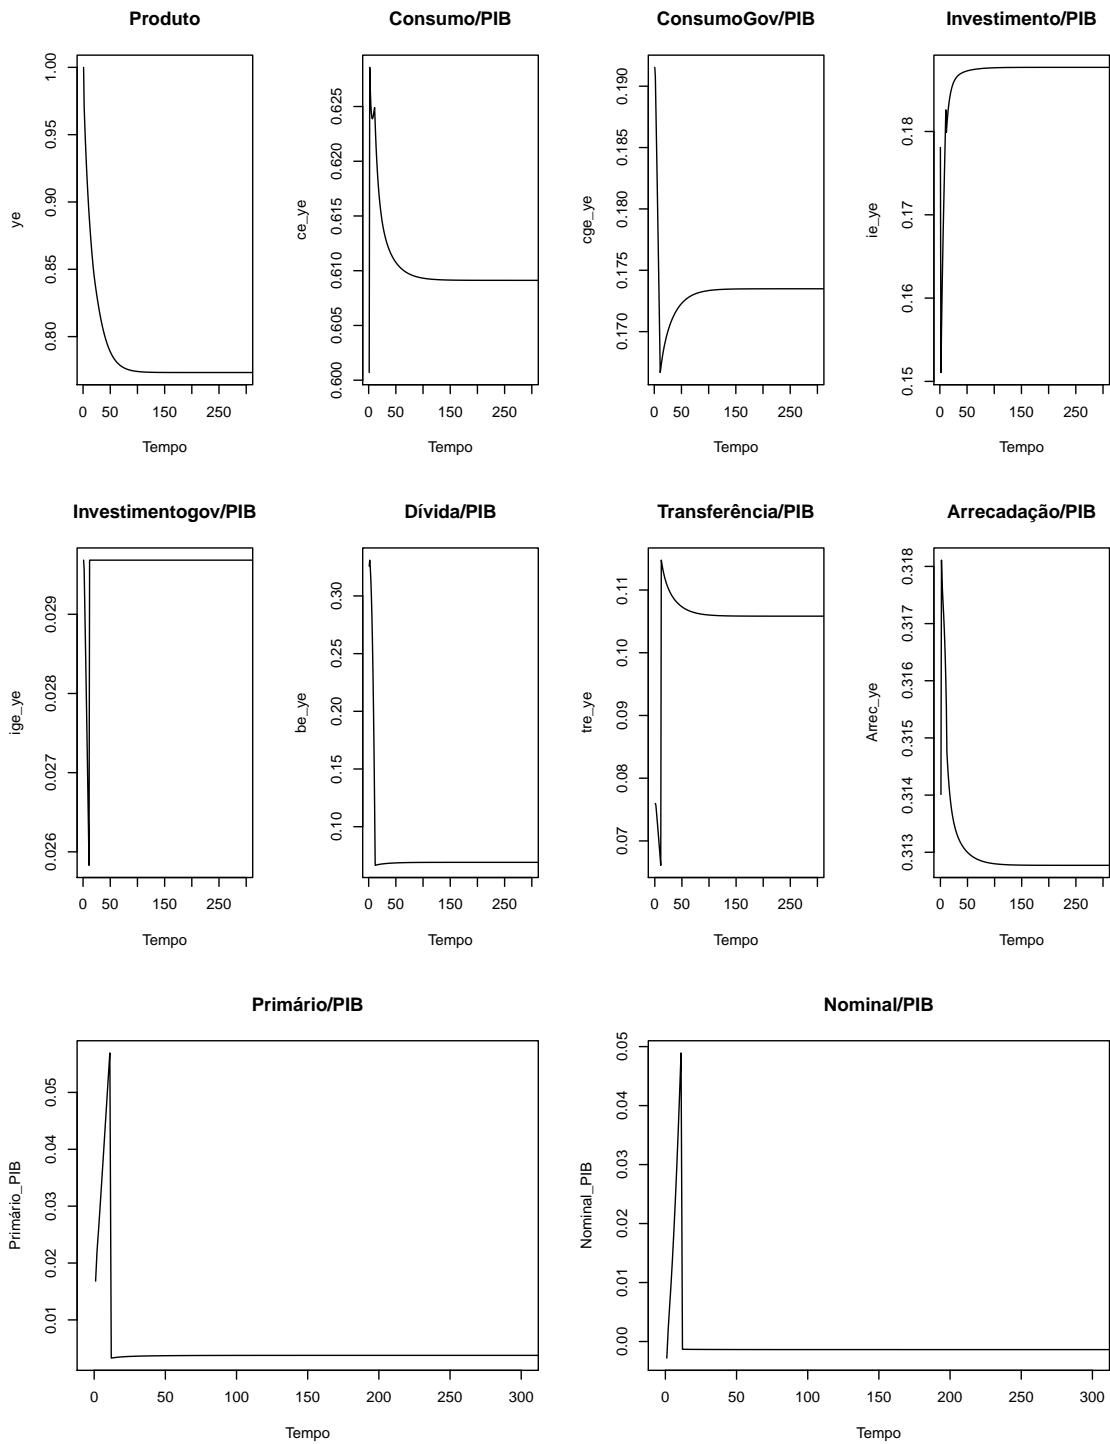 Produto
ye
0.80 0.85 0.90 0.95 1.00
0 50 150 250
Tempo
Consumo/PIB
ce_ye
0.600 0.605 0.610 0.615 0.620 0.625
0 50 150 250
Tempo
ConsumoGov/PIB
cge_ye
0.170 0.175 0.180 0.185 0.190
0 50 150 250
Tempo
Investimento/PIB
ie_ye
0.15 0.16 0.17 0.18
0 50 150 250
Tempo
Investimentogov/PIB
ige_ye
0.026 0.027 0.028 0.029
0 50 150 250
Tempo
Dívida/PIB
be_ye
0.10 0.15 0.20 0.25 0.30
0 50 150 250
Tempo
Transferência/PIB
tre_ye
0.07 0.08 0.09 0.10 0.11
0 50 150 250
Tempo
Arrecadação/PIB
Arrec_ye
0.313 0.314 0.315 0.316 0.317 0.318
0 50 150 250
Tempo
Primário/PIB
Primário_PIB
0.01 0.02 0.03 0.04 0.05
0 50 100 150 200 250 300
Tempo
Nominal/PIB
Nominal_PIB
0.00 0.01 0.02 0.03 0.04 0.05
0 50 100 150 200 250 300
Tempo